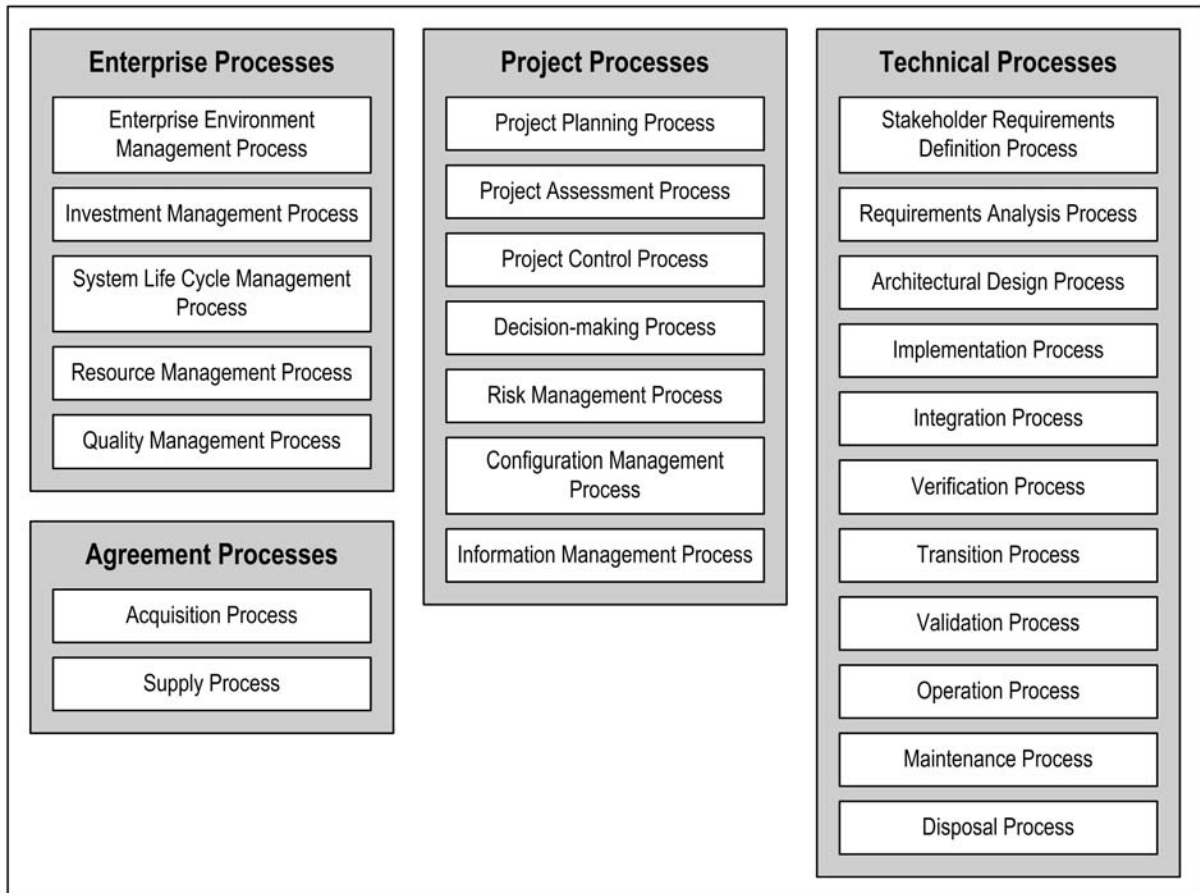 Enterprise Processes
Enterprise Environment
Management Process
Investment Management Process
System Life Cycle Management
Process
Resource Management Process
Quality Management Process
Agreement Processes
Acquisition Process
Supply Process
Project Processes
Project Planning Process
Project Assessment Process
Project Control Process
Decision-making Process
Risk Management Process
Configuration Management
Process
Information Management Process
Technical Processes
Stakeholder Requirements
Definition Process
Requirements Analysis Process
Architectural Design Process
Implementation Process
Integration Process
Verification Process
Transition Process
Validation Process
Operation Process
Maintenance Process
Disposal Process